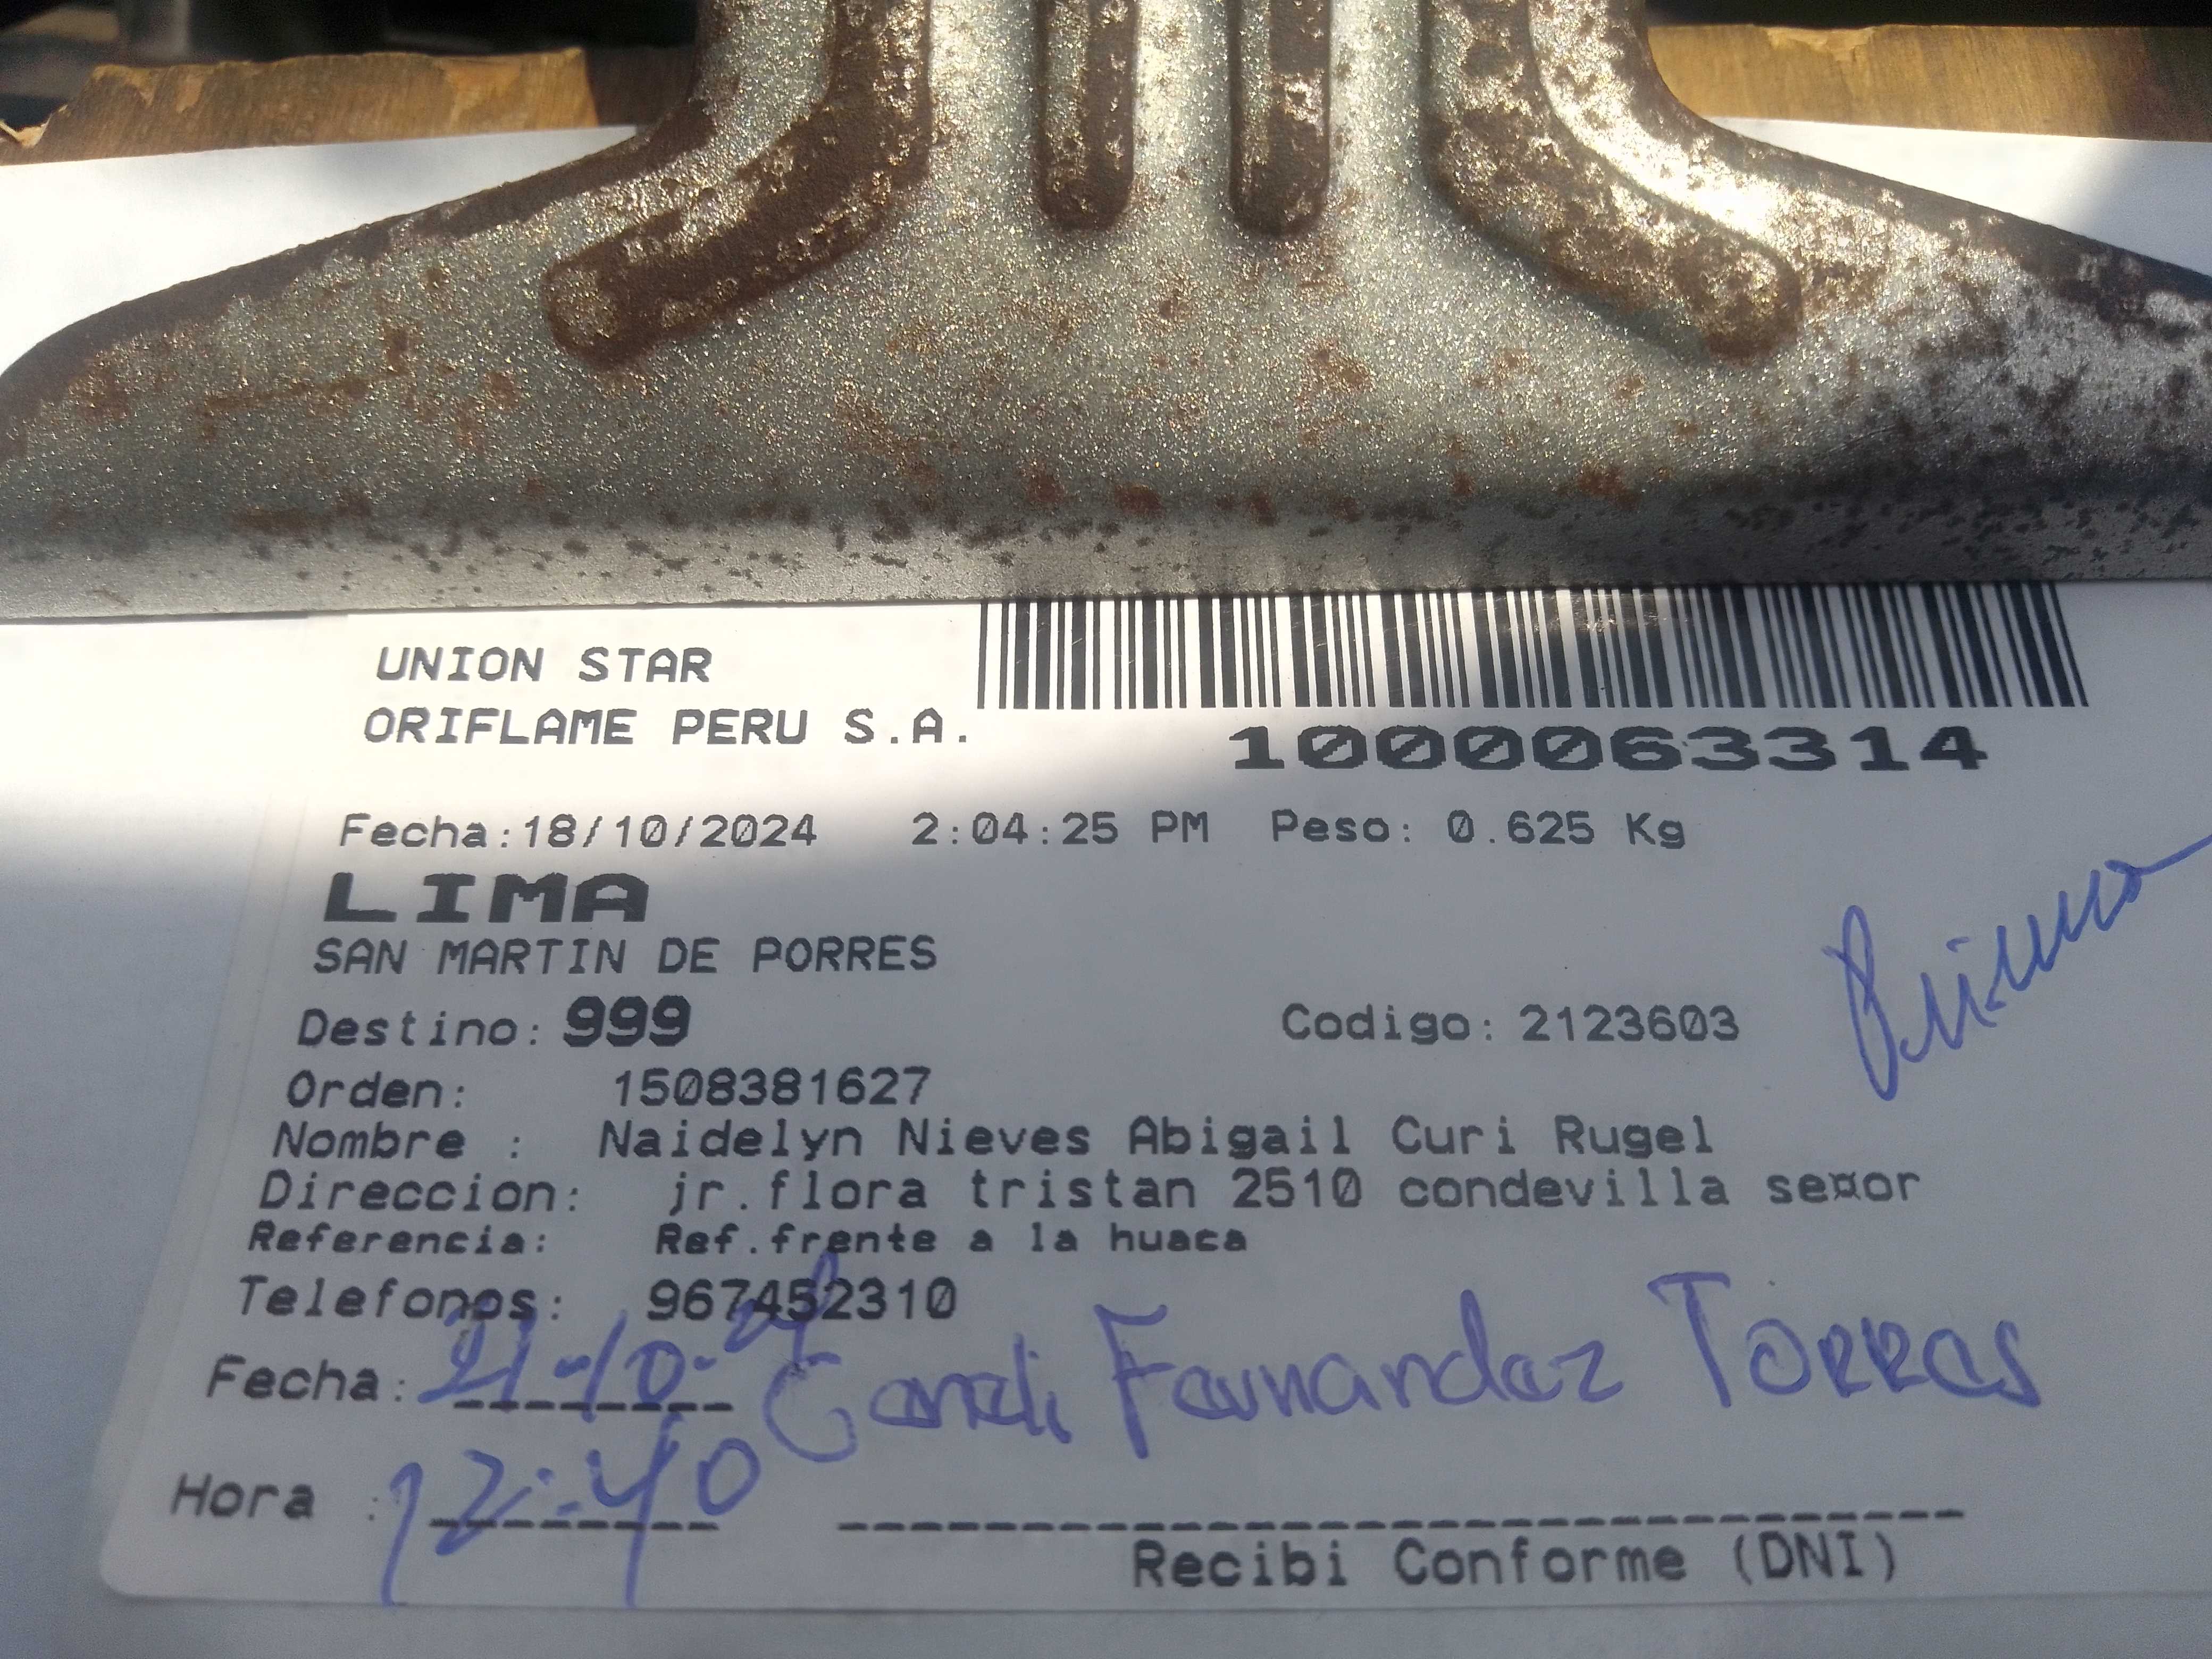 UNION STAR
ORIFLAME PERU S.A.
1000063314
Fecha:18/10/2024 2:04:25 PM Peso: 0.625 Kg
LIMA
SAN MARTIN DE PORRES
Destino: 999 Codigo: 2123603
Orden: 1508381627
Nombre : Naidelyn Nieves Abigail Curi Rugel
Direccion: jr.flora tristan 2510 condevilla se¤or
Referencia: Ref.frente a la huaca
Telefonos: 967452310
Fecha: 21-10- Fernandez Torres
Hora : 12:40
Recibi Conforme (DNI)